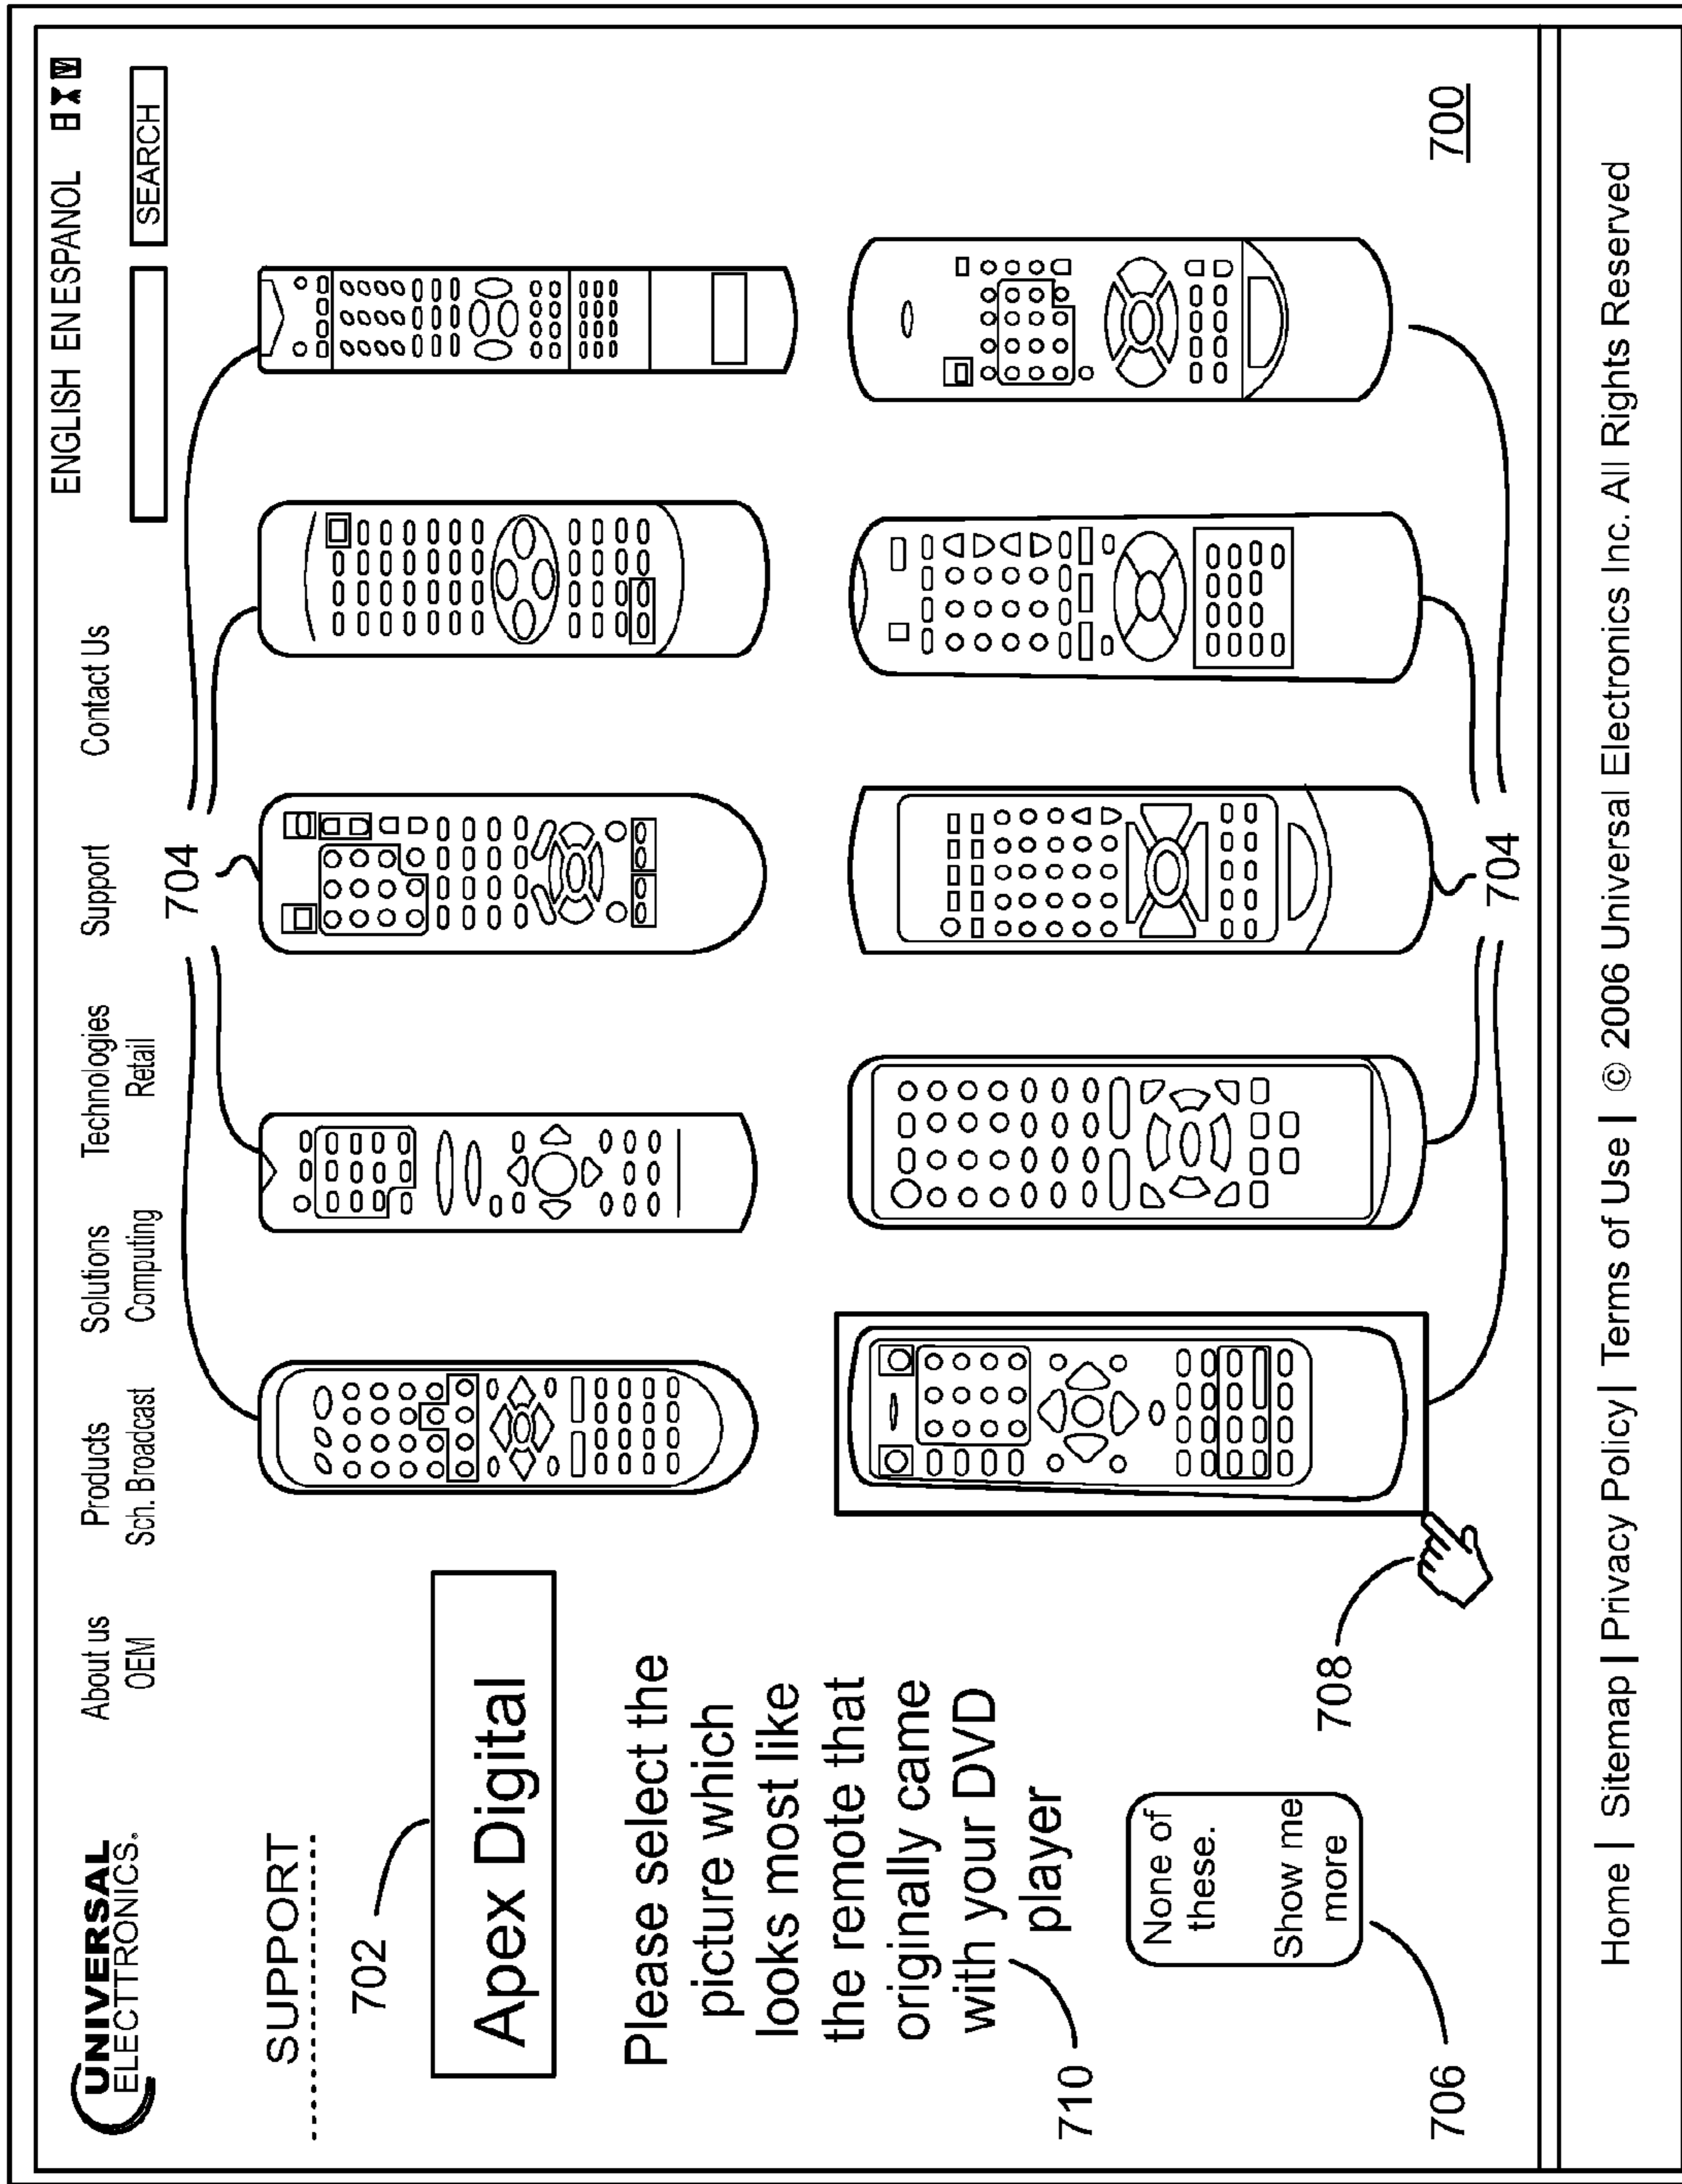 UNIVERSAL
ELECTTRONICS.
ENGLISH EN ESPANOL
About us
Products
Solutions
Technologies
Support
Contact Us
OEM
Sch. Broadcast
Computing
Retail
SEARCH
SUPPORT
704
702
Apex Digital
Please select the
picture which
looks most like
the remote that
originally came
with your DVD
player
710
None of
these.
Show me
more
706
708
704
700
Home | Sitemap | Privacy Policy | Terms of Use | © 2006 Universal Electronics Inc. All Rights Reserved